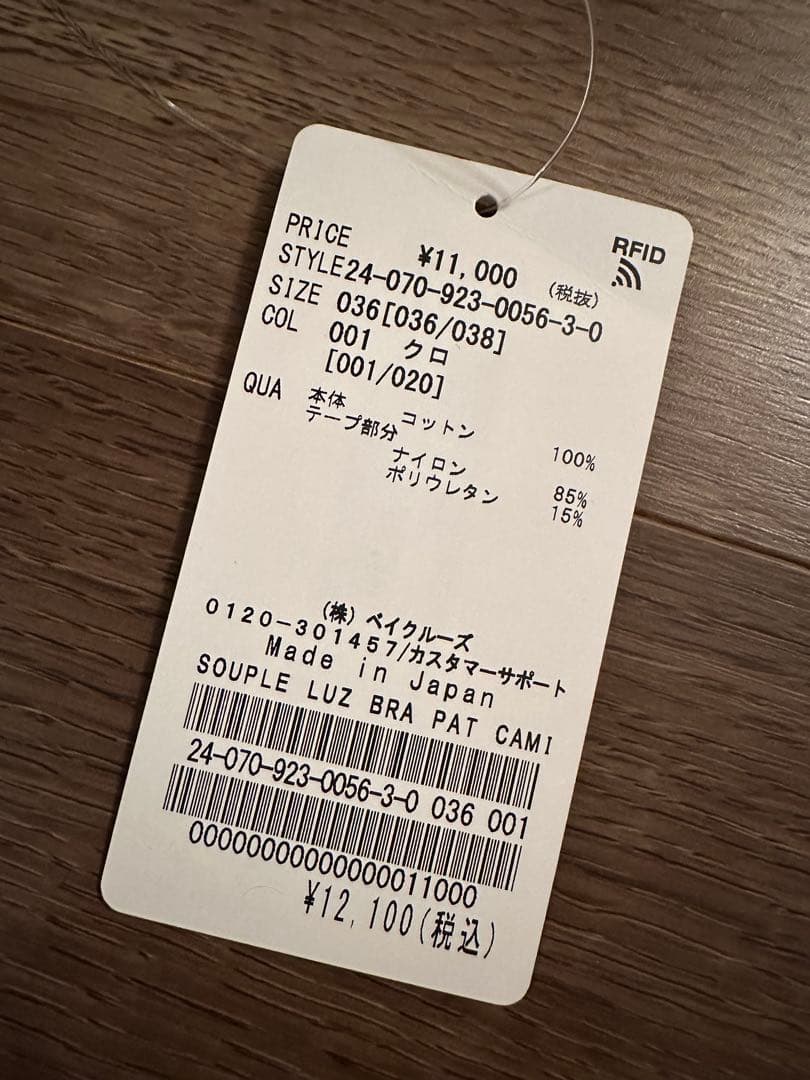 RFID
PRICE ¥11,000 (税抜)
STYLE24-070-923-0056-3-0
SIZE 036[036/038]
COL 001 クロ
[001/020]
QUA 本体 コットン 100%
テープ部分
ナイロン 85%
ポリウレタン 15%
(株)ベイクルーズ
0120-301457/カスタマーサポート
Made in Japan
SOUPLE LUZ BRA PAT CAMI
24-070-923-0056-3-0 036 001
0000000000000011000
¥12,100(税込)